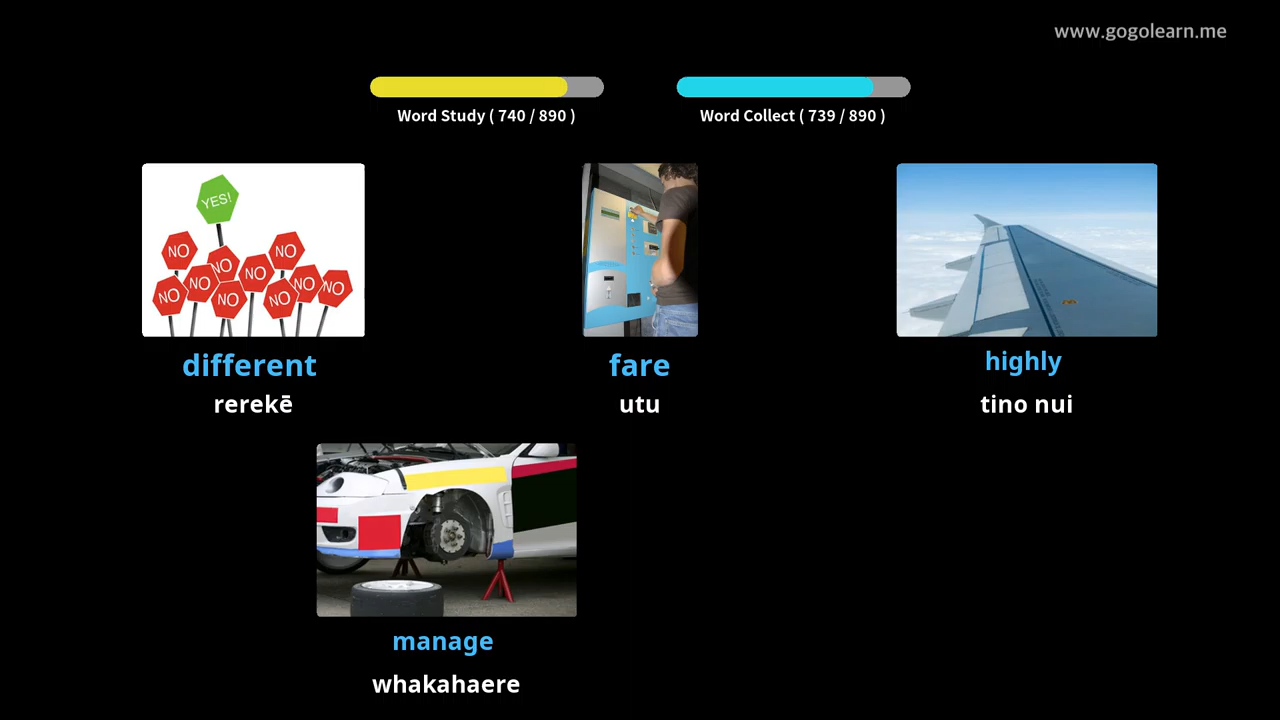 www.gogolearn.me
Word Study ( 740 / 890 )
Word Collect ( 739 / 890 )
YES!
NO
NO
NO
NO
NO
NO
NO
NO
NO
NO
different
fare
highly
rerekē
utu
tino nui
manage
whakahaere